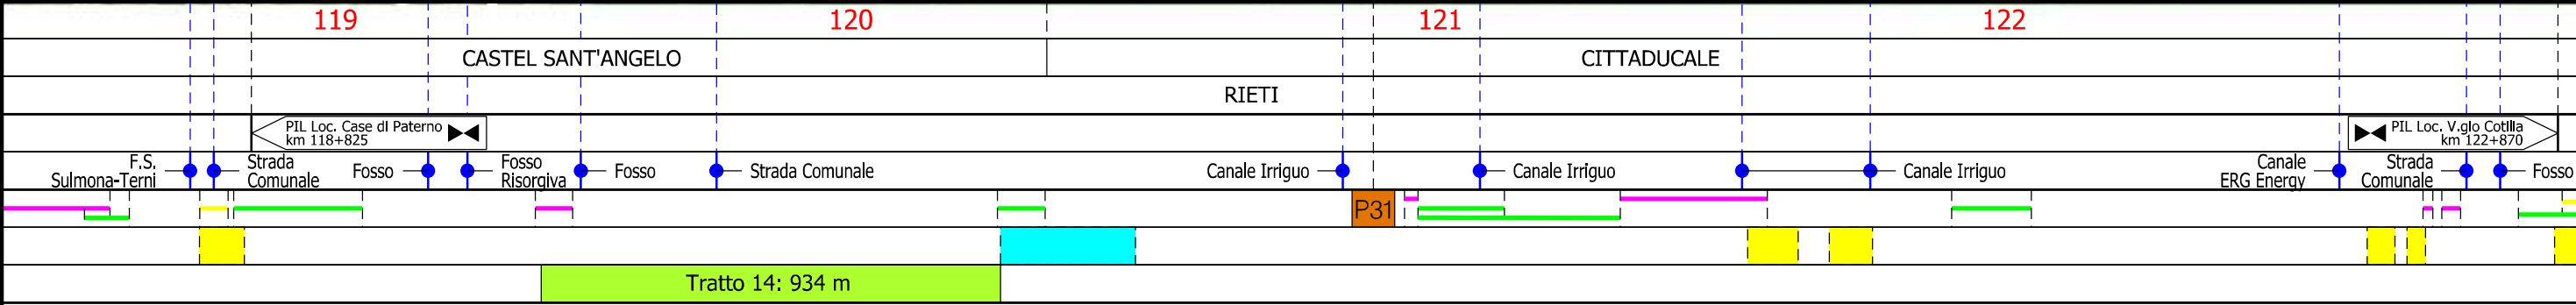 119 120 121 122
CASTEL SANT'ANGELO CITTADUCALE
RIETI
PIL Loc. Case di Paterno
km 118+825
PIL Loc. V.gio Cotilia
km 122+870
F.S.
Sulmona-Terni
Strada
Comunale
Fosso
Fosso
Risorgiva
Fosso
Strada Comunale
Canale Irriguo
Canale Irriguo
Canale Irriguo
Canale
ERG Energy
Strada
Comunale
Fosso
P31
Tratto 14: 934 m